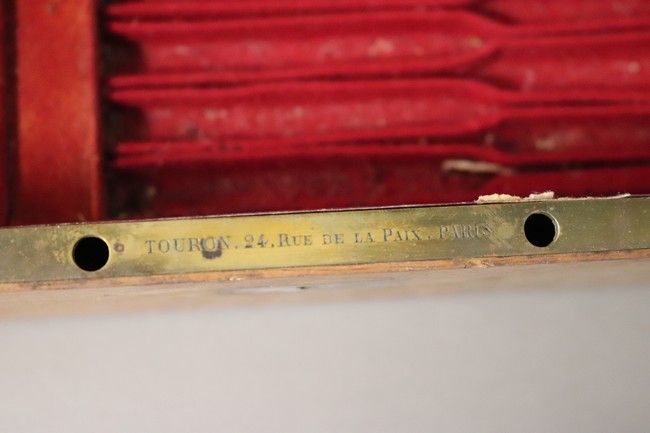 TOURON. 24. RUE DE LA PAIX. PARIS